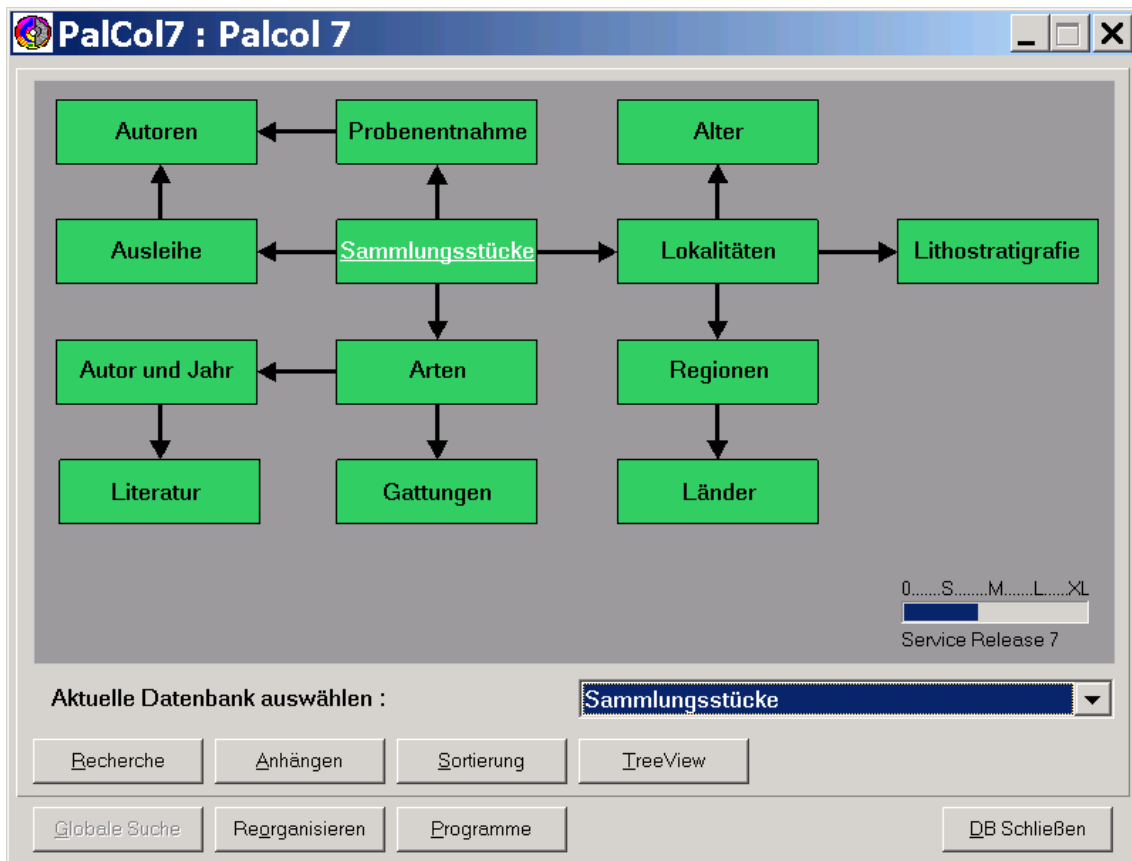 PalCol7 : Palcol 7
Autoren
Probenentnahme
Alter
Ausleihe
Sammlungsstücke
Lokalitäten
Lithostratigrafie
Autor und Jahr
Arten
Regionen
Literatur
Gattungen
Länder
0......S.......M......L.....XL
Service Release 7
Aktuelle Datenbank auswählen :
Sammlungsstücke
Recherche
Anhängen
Sortierung
TreeView
Globale Suche
Reorganisieren
Programme
DB Schließen